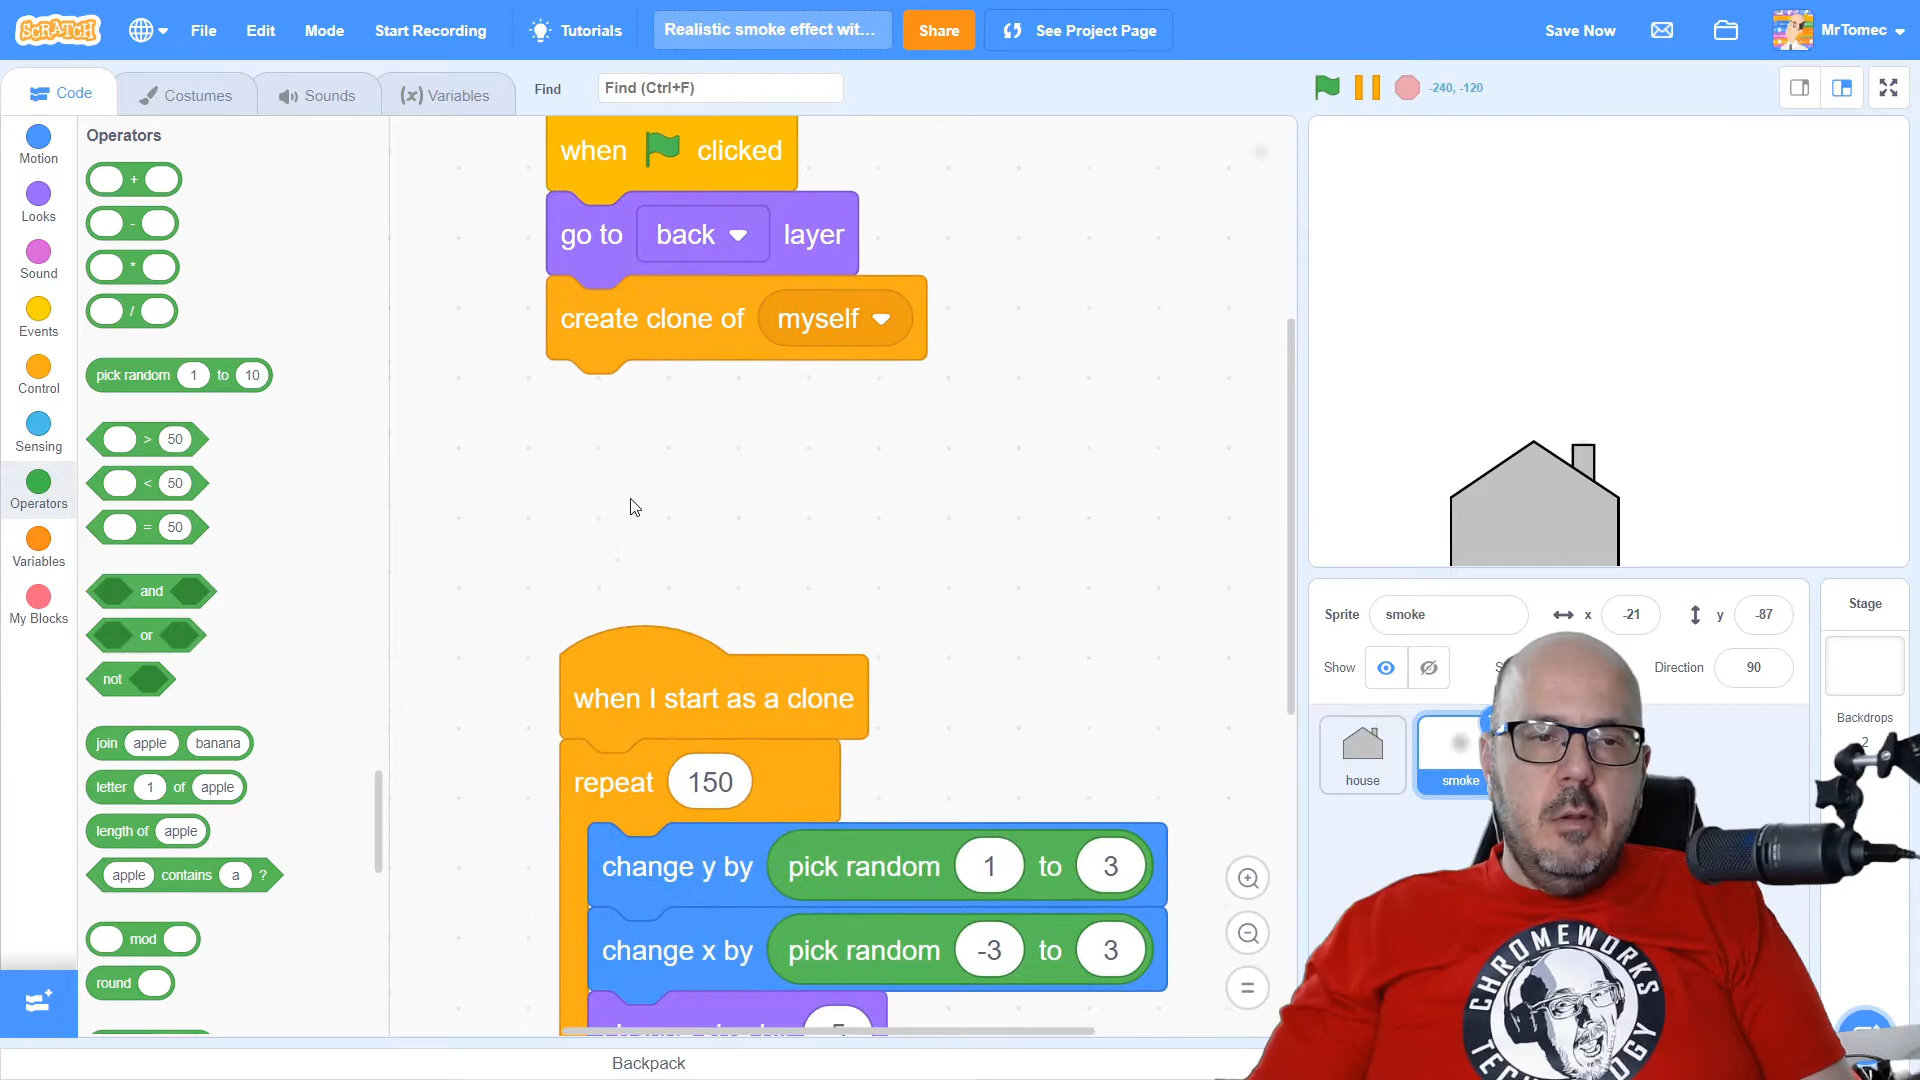 SCRATCH
File
Edit
Mode
Start Recording
Tutorials
Realistic smoke effect wit...
Share
See Project Page
Save Now
MrTomec
Code
Costumes
Sounds
(x) Variables
Find
Find (Ctrl+F)
-240, -120
Motion
Looks
Sound
Events
Control
Sensing
Operators
Variables
My Blocks
Operators
+
-
*
/
pick random 1 to 10
> 50
< 50
= 50
and
or
not
join apple banana
letter 1 of apple
length of apple
apple contains a ?
mod
round
when clicked
go to back layer
create clone of myself
when I start as a clone
repeat 150
change y by pick random 1 to 3
change x by pick random -3 to 3
Sprite smoke x -21 y -87
Show
Direction 90
house
smoke
Stage
Backdrops
2
Backpack
CHROMEWORKS